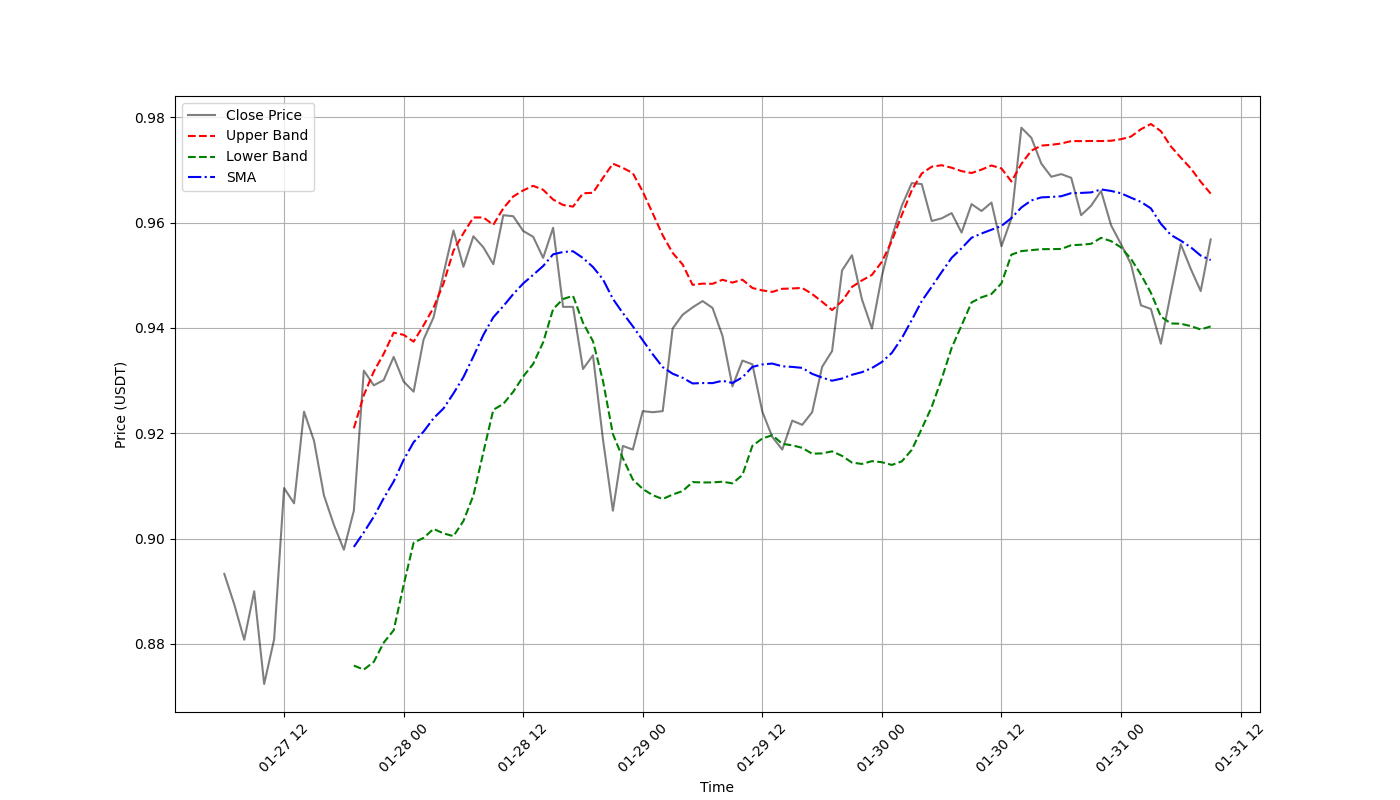 Close Price
Upper Band
Lower Band
SMA
0.98
0.96
0.94
0.92
0.90
0.88
Price (USDT)
01-27 12
01-28 00
01-28 12
01-29 00
01-29 12
01-30 00
01-30 12
01-31 00
01-31 12
Time